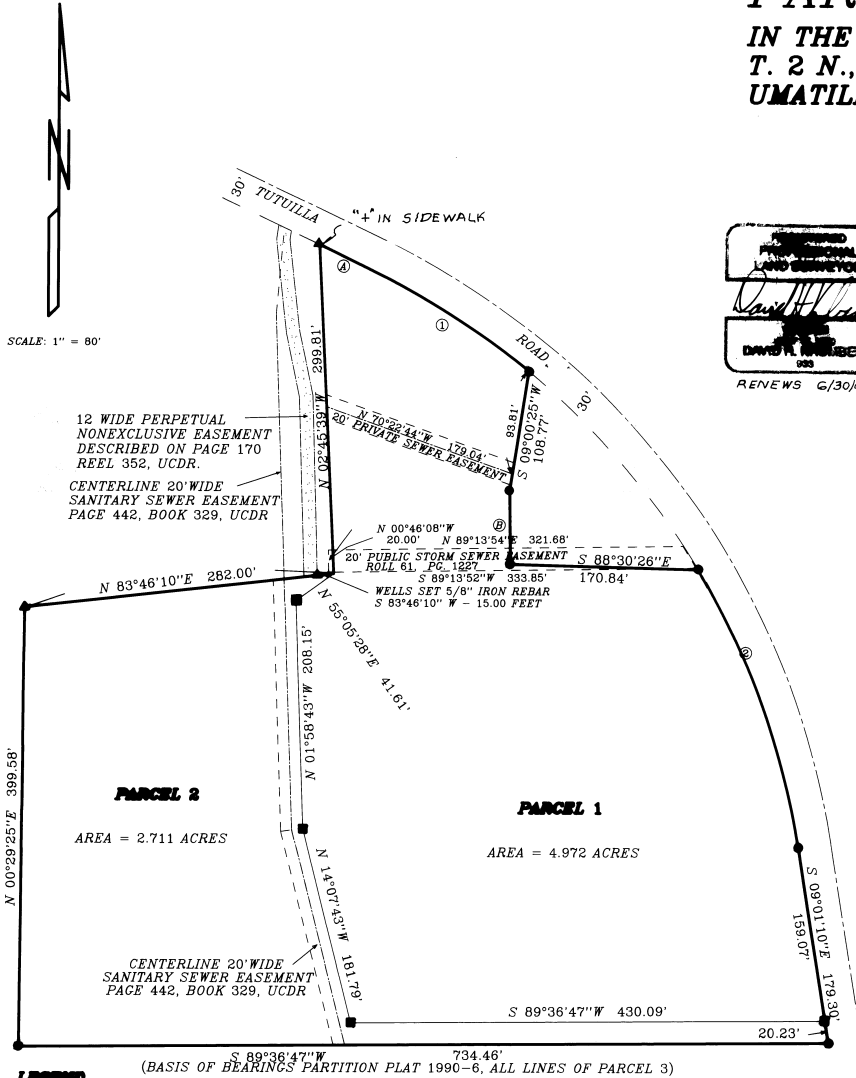 IN THE
T. 2 N.,
UMATILL
30'
TUTUILLA
"+" IN SIDEWALK
N
SCALE: 1" = 80'
A
1
ROAD
LAND SURVEYO
DAVID H.
933
RENEWS 6/30/
299.81'
N 02°45'39"W
30'
12 WIDE PERPETUAL
NONEXCLUSIVE EASEMENT
DESCRIBED ON PAGE 170
REEL 352, UCDR.
N 70°22'44"W 179.04'
20' PRIVATE SEWER EASEMENT
93.81'
S 09°00'25"W
108.77'
CENTERLINE 20'WIDE
SANITARY SEWER EASEMENT
PAGE 442, BOOK 329, UCDR
B
N 00°46'08"W
20.00' N 89°13'54"E 321.68'
20' PUBLIC STORM SEWER EASEMENT
ROLL 61, PG. 1227
S 88°30'26"E
170.84'
S 89°13'52"W 333.85'
N 83°46'10"E 282.00'
WELLS SET 5/8" IRON REBAR
S 83°46'10" W - 15.00 FEET
N 55°05'28"E 41.61'
N 01°58'43"W 208.15'
2
N 00°29'25"E 399.58'
PARCEL 2
AREA = 2.711 ACRES
PARCEL 1
AREA = 4.972 ACRES
N 14°07'43"W 181.79'
S 09°01'10"E 179.30'
159.07'
CENTERLINE 20'WIDE
SANITARY SEWER EASEMENT
PAGE 442, BOOK 329, UCDR
S 89°36'47"W 430.09'
20.23'
S 89°36'47"W 734.46'
(BASIS OF BEARINGS PARTITION PLAT 1990-6, ALL LINES OF PARCEL 3)